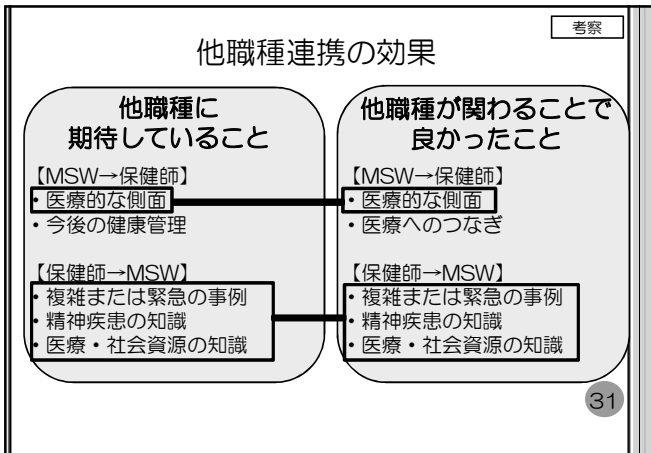 考察
他職種連携の効果
他職種に
期待していること
【MSW→保健師】
・医療的な側面
・今後の健康管理
【保健師→MSW】
・複雑または緊急の事例
・精神疾患の知識
・医療・社会資源の知識
他職種が関わることで
良かったこと
【MSW→保健師】
・医療的な側面
・医療へのつなぎ
【保健師→MSW】
・複雑または緊急の事例
・精神疾患の知識
・医療・社会資源の知識
31